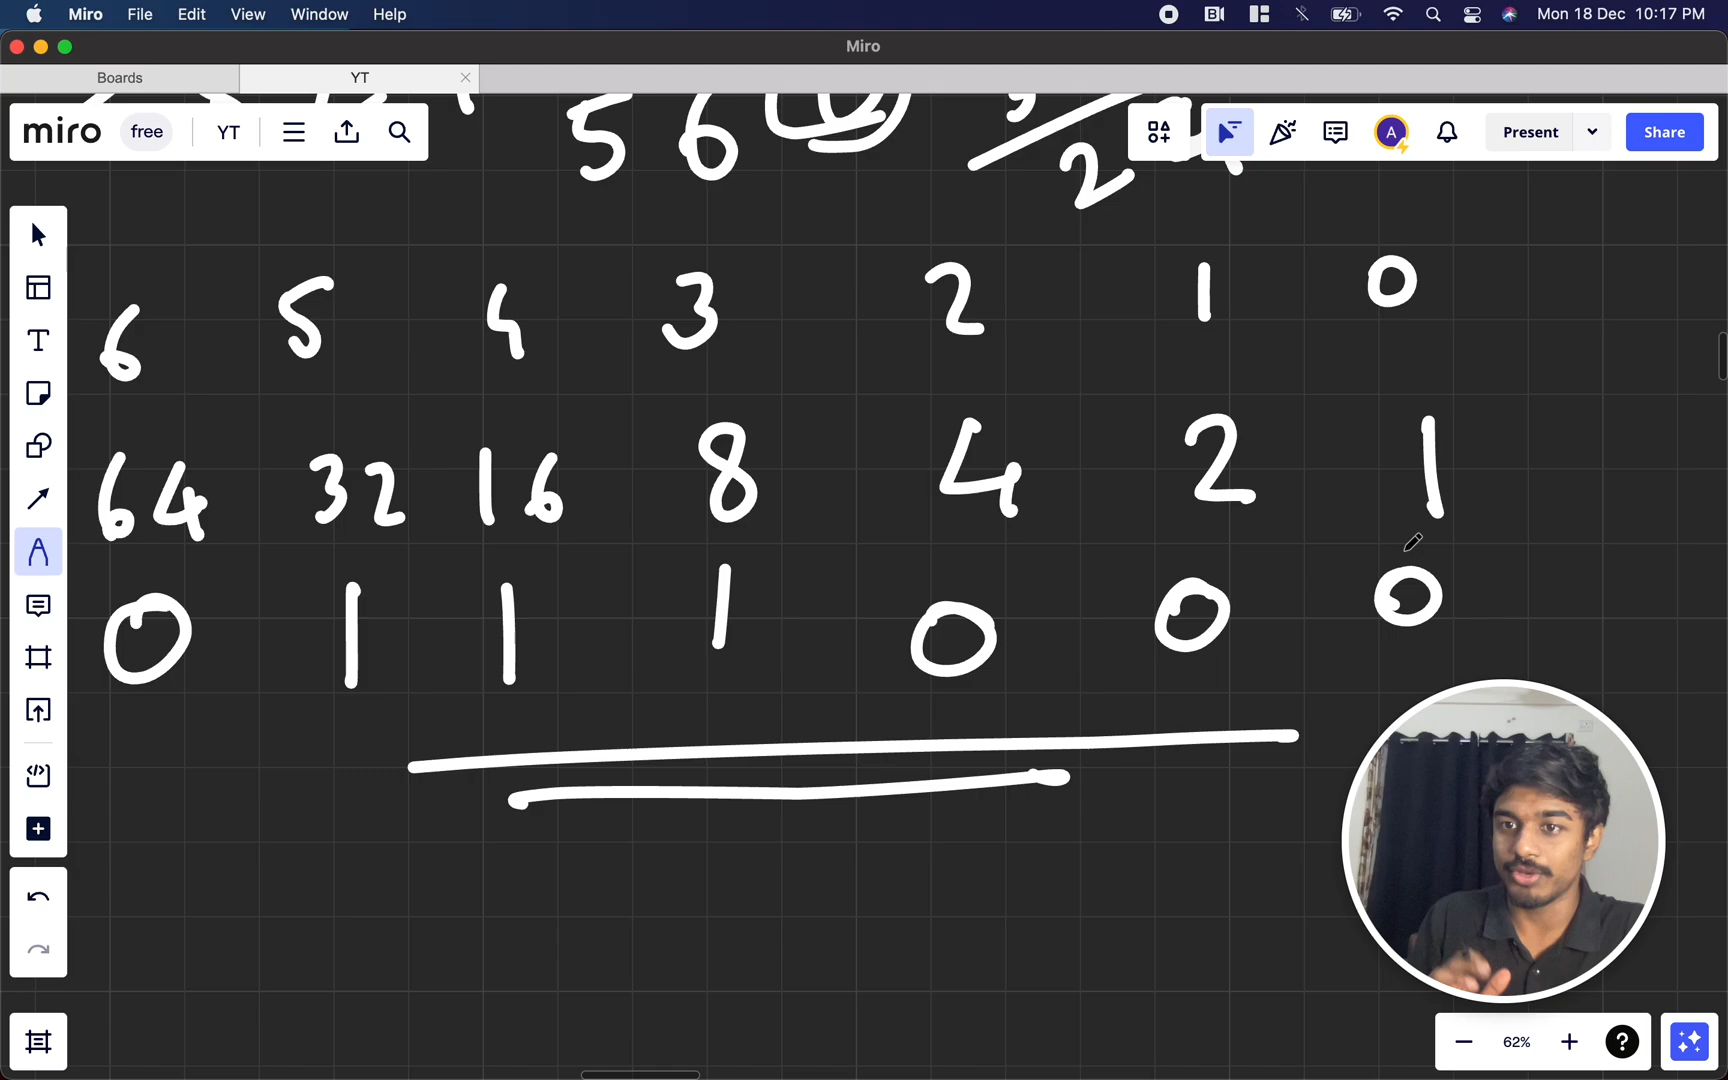 Miro File Edit View Window Help Mon 18 Dec 10:17 PM
Miro
Boards YT
miro free YT Present Share
A
5 6
2
6 5 4 3 2 1 0
64 32 16 8 4 2 1
0 1 1 1 0 0 0
62%